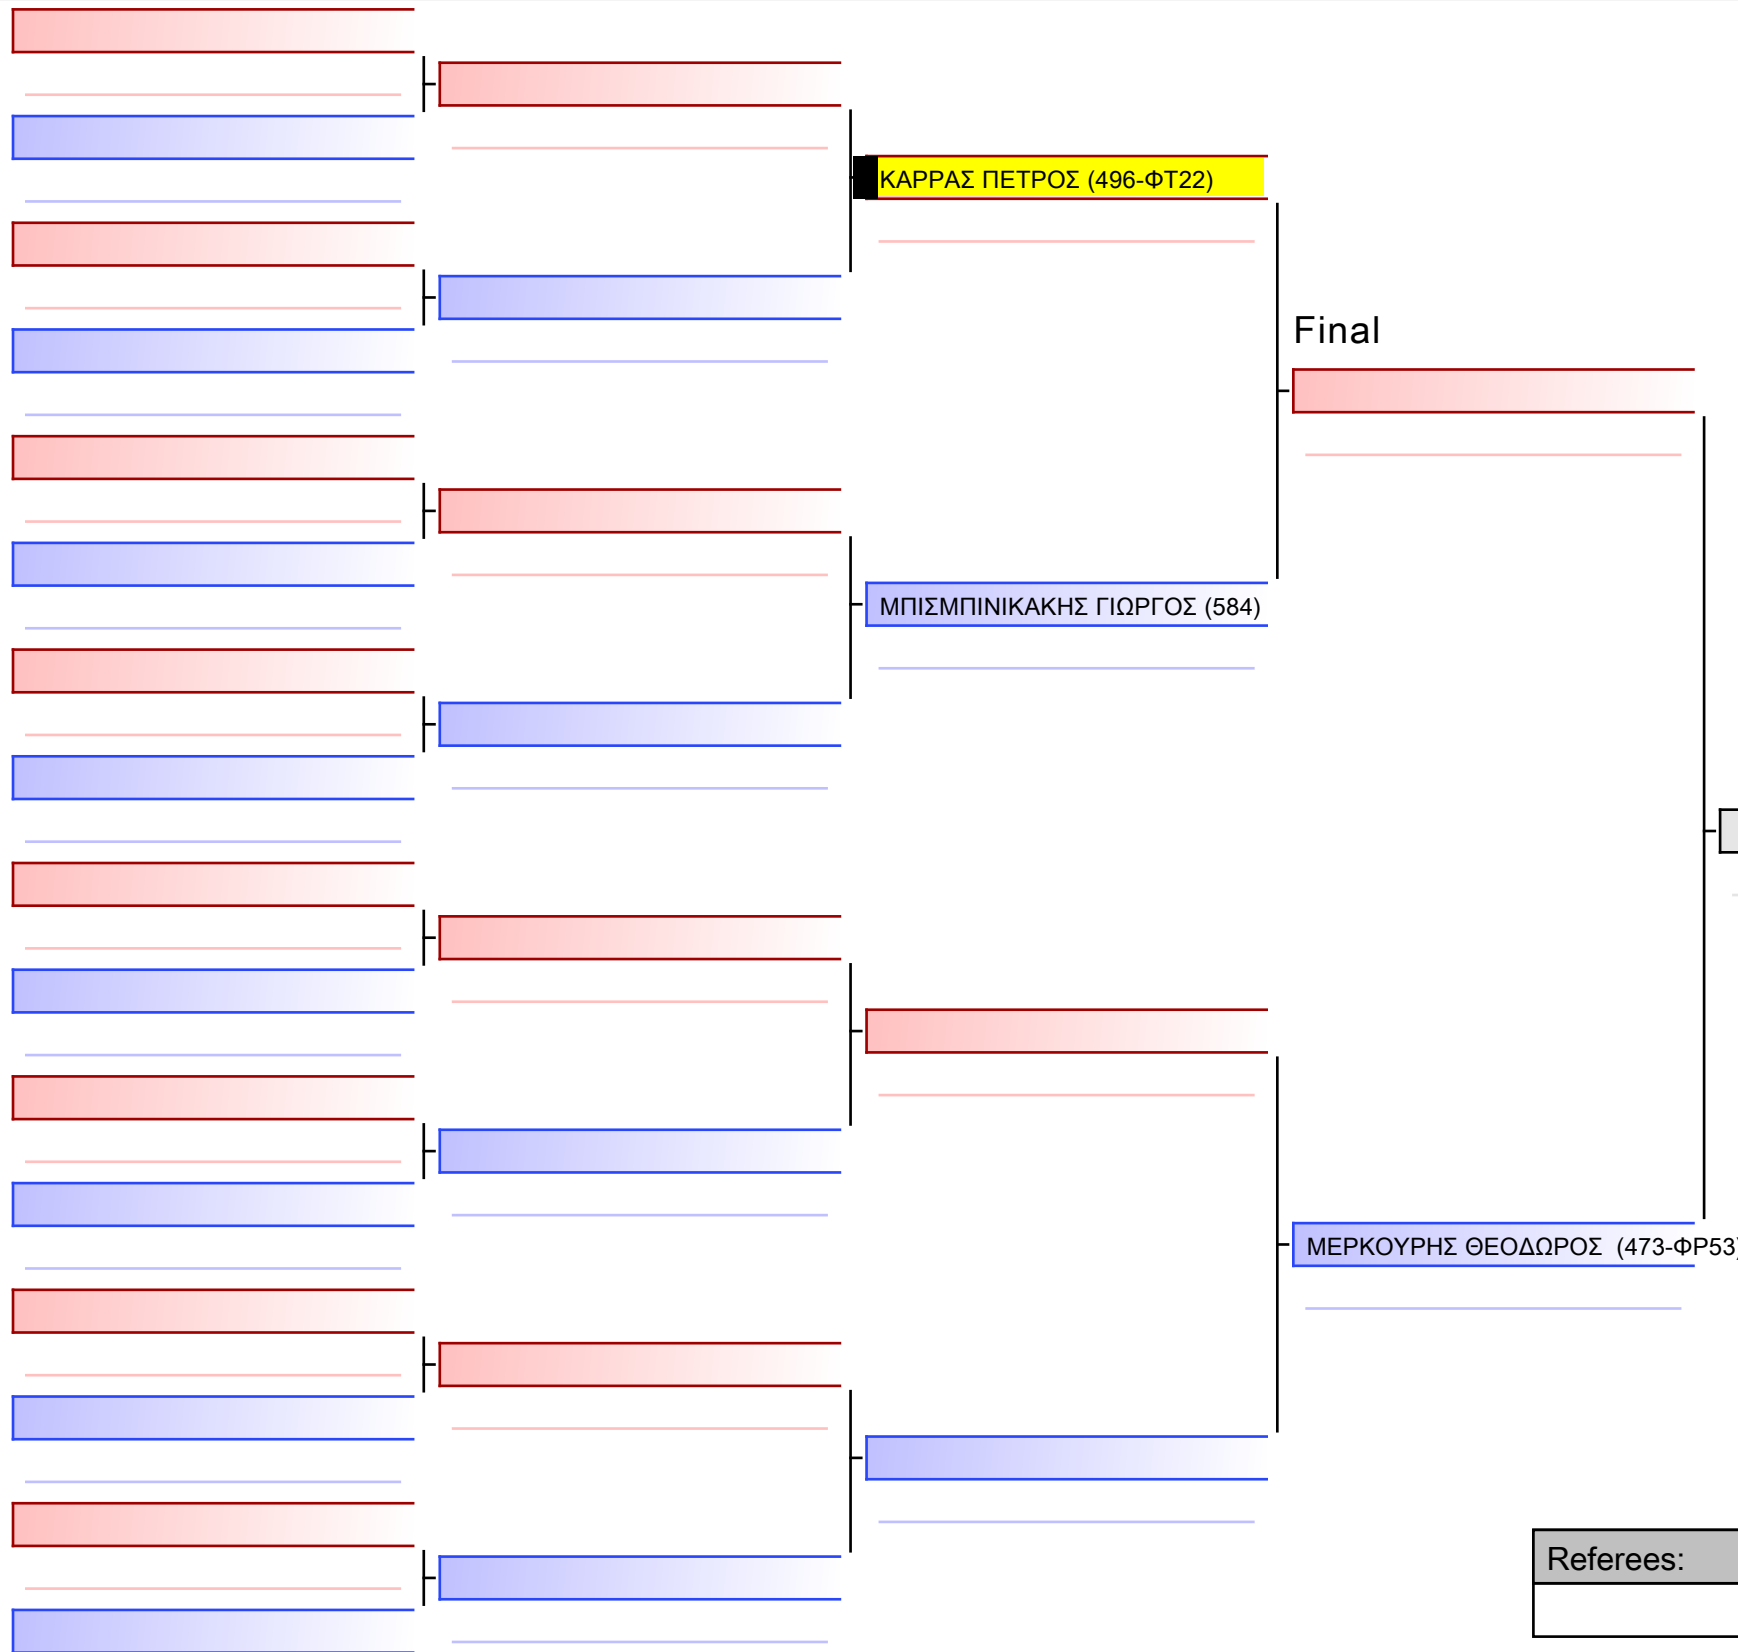 ΚΑΡΡΑΣ ΠΕΤΡΟΣ (496-ΦΤ22)
Final
ΜΠΙΣΜΠΙΝΙΚΑΚΗΣ ΓΙΩΡΓΟΣ (584)
ΜΕΡΚΟΥΡΗΣ ΘΕΟΔΩΡΟΣ  (473-ΦΡ53)
Referees: